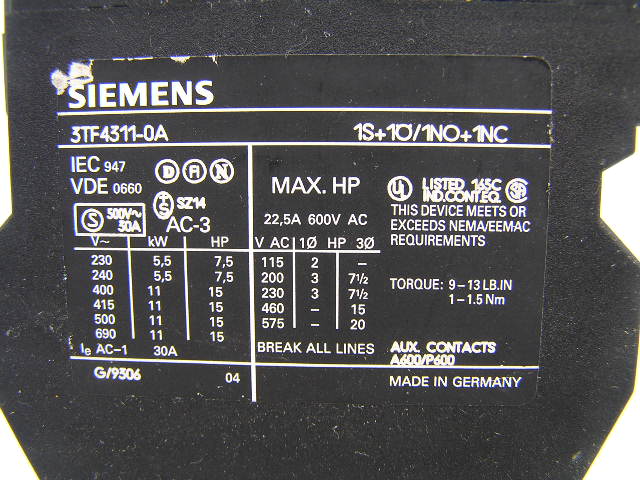 SIEMENS
3TF4311-0A 1S+1Ö/1NO+1NC
IEC 947
VDE 0660
D FI N
S
SZ14
S 500V~ 30A
AC-3
V~ kW HP
230 5,5 7,5
240 5,5 7,5
400 11 15
415 11 15
500 11 15
690 11 15
Ie AC-1 30A
G/9306 04
MAX. HP
22,5A 600V AC
V AC 1Ø HP 3Ø
115 2 –
200 3 7½
230 3 7½
460 – 15
575 – 20
BREAK ALL LINES
UL LISTED 145C
IND.CONT.EQ.
THIS DEVICE MEETS OR
EXCEEDS NEMA/EEMAC
REQUIREMENTS
TORQUE: 9–13 LB.IN
1–1.5 Nm
AUX. CONTACTS
A600/P600
MADE IN GERMANY